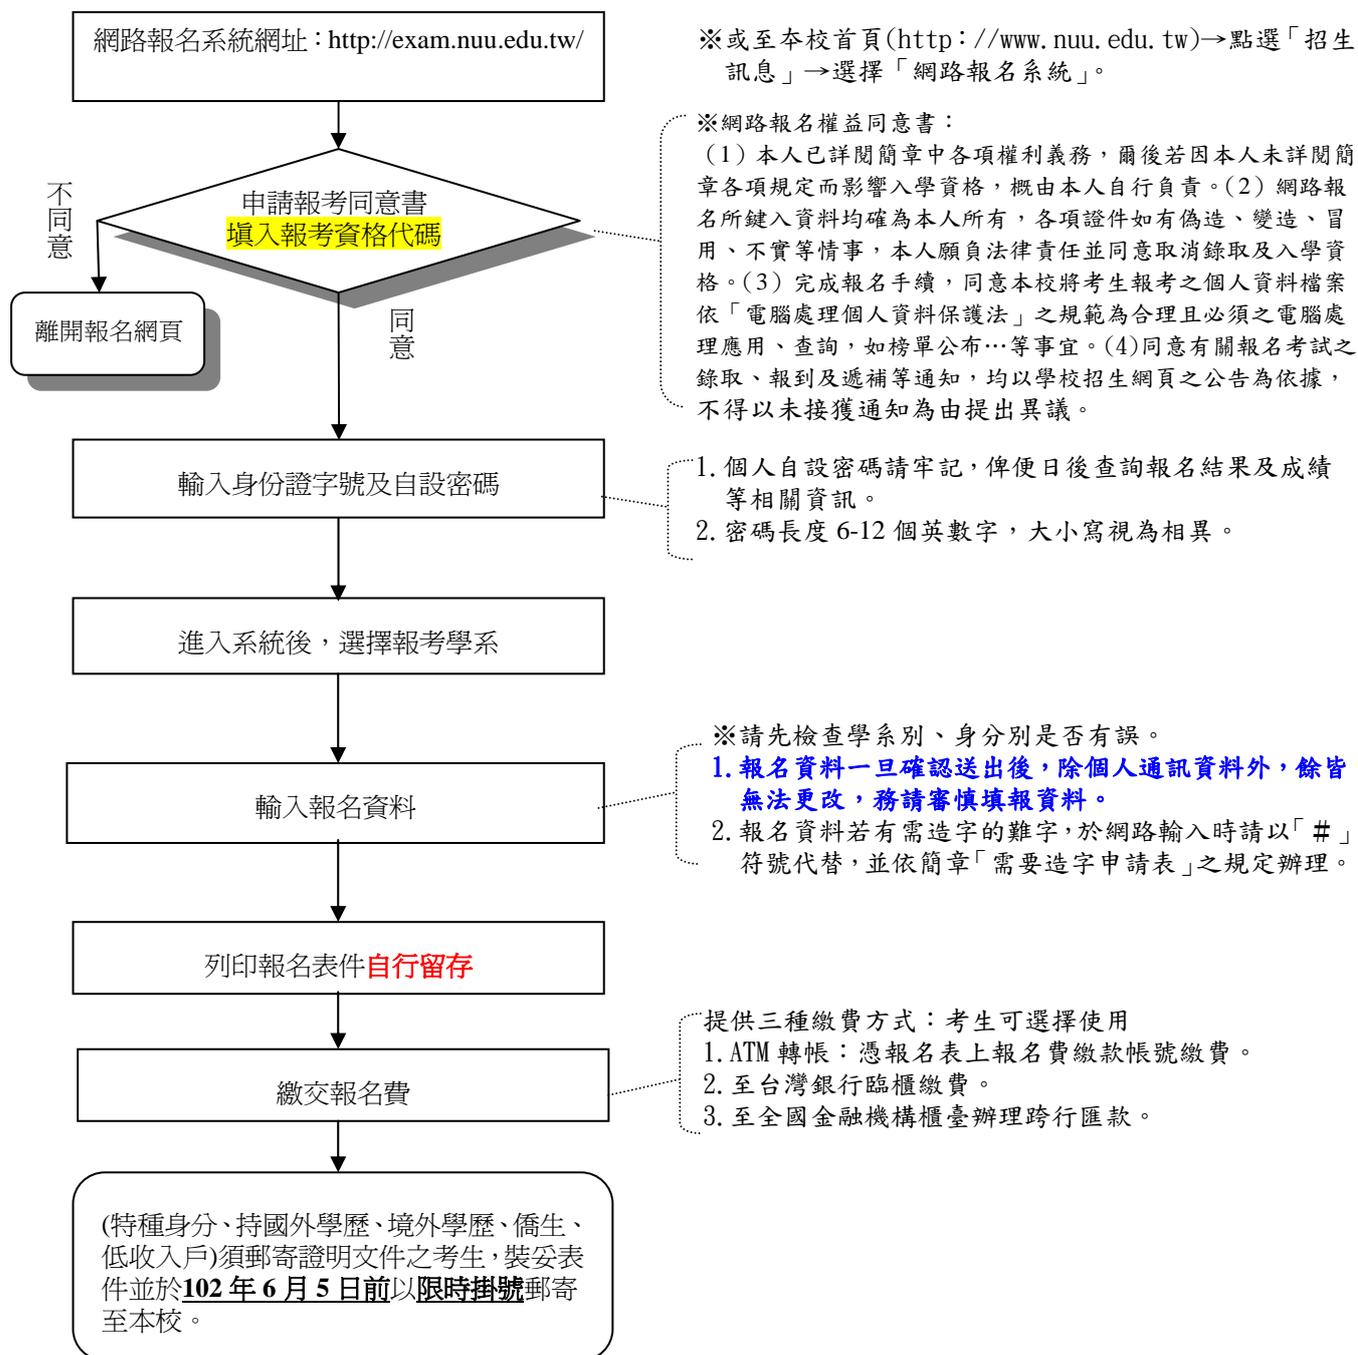 網路報名系統網址：http://exam.nuu.edu.tw/
※或至本校首頁(http：//www.nuu.edu.tw)→點選「招生
訊息」→選擇「網路報名系統」。
申請報考同意書
填入報考資格代碼
不同意
離開報名網頁
同意
※網路報名權益同意書：
（1）本人已詳閱簡章中各項權利義務，爾後若因本人未詳閱簡
章各項規定而影響入學資格，概由本人自行負責。(2) 網路報
名所鍵入資料均確為本人所有，各項證件如有偽造、變造、冒
用、不實等情事，本人願負法律責任並同意取消錄取及入學資
格。(3) 完成報名手續，同意本校將考生報考之個人資料檔案
依「電腦處理個人資料保護法」之規範為合理且必須之電腦處
理應用、查詢，如榜單公布…等事宜。(4)同意有關報名考試之
錄取、報到及遞補等通知，均以學校招生網頁之公告為依據，
不得以未接獲通知為由提出異議。
輸入身份證字號及自設密碼
1. 個人自設密碼請牢記，俾便日後查詢報名結果及成績
等相關資訊。
2. 密碼長度 6-12 個英數字，大小寫視為相異。
進入系統後，選擇報考學系
輸入報名資料
※請先檢查學系別、身分別是否有誤。
1. 報名資料一旦確認送出後，除個人通訊資料外，餘皆
無法更改，務請審慎填報資料。
2. 報名資料若有需造字的難字，於網路輸入時請以「＃」
符號代替，並依簡章「需要造字申請表」之規定辦理。
列印報名表件自行留存
繳交報名費
提供三種繳費方式：考生可選擇使用
1. ATM 轉帳：憑報名表上報名費繳款帳號繳費。
2. 至台灣銀行臨櫃繳費。
3. 至全國金融機構櫃臺辦理跨行匯款。
(特種身分、持國外學歷、境外學歷、僑生、
低收入戶)須郵寄證明文件之考生，裝妥表
件並於102 年 6 月 5 日前以限時掛號郵寄
至本校。